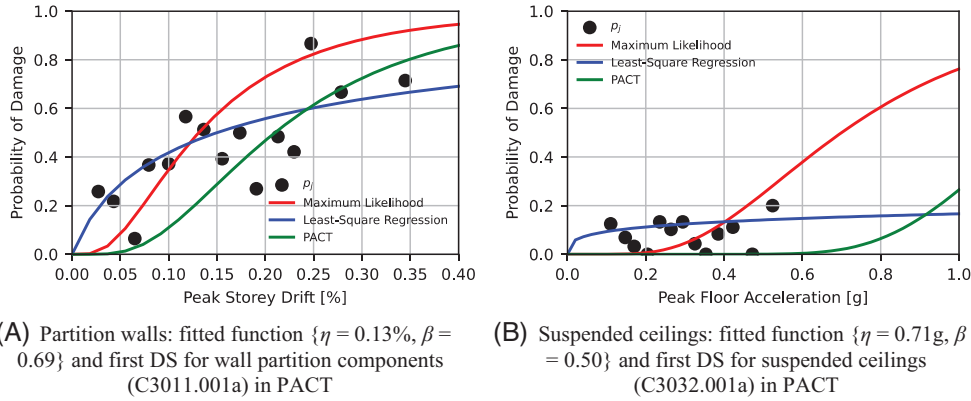 1.0
0.8
0.6
0.4
0.2
0.0
Probability of Damage
0.00 0.05 0.10 0.15 0.20 0.25 0.30 0.35 0.40
Peak Storey Drift [%]
pj
Maximum Likelihood
Least-Square Regression
PACT
1.0
0.8
0.6
0.4
0.2
0.0
Probability of Damage
0.0 0.2 0.4 0.6 0.8 1.0
Peak Floor Acceleration [g]
pj
Maximum Likelihood
Least-Square Regression
PACT
(A) Partition walls: fitted function {η = 0.13%, β =
0.69} and first DS for wall partition components
(C3011.001a) in PACT
(B) Suspended ceilings: fitted function {η = 0.71g, β
= 0.50} and first DS for suspended ceilings
(C3032.001a) in PACT